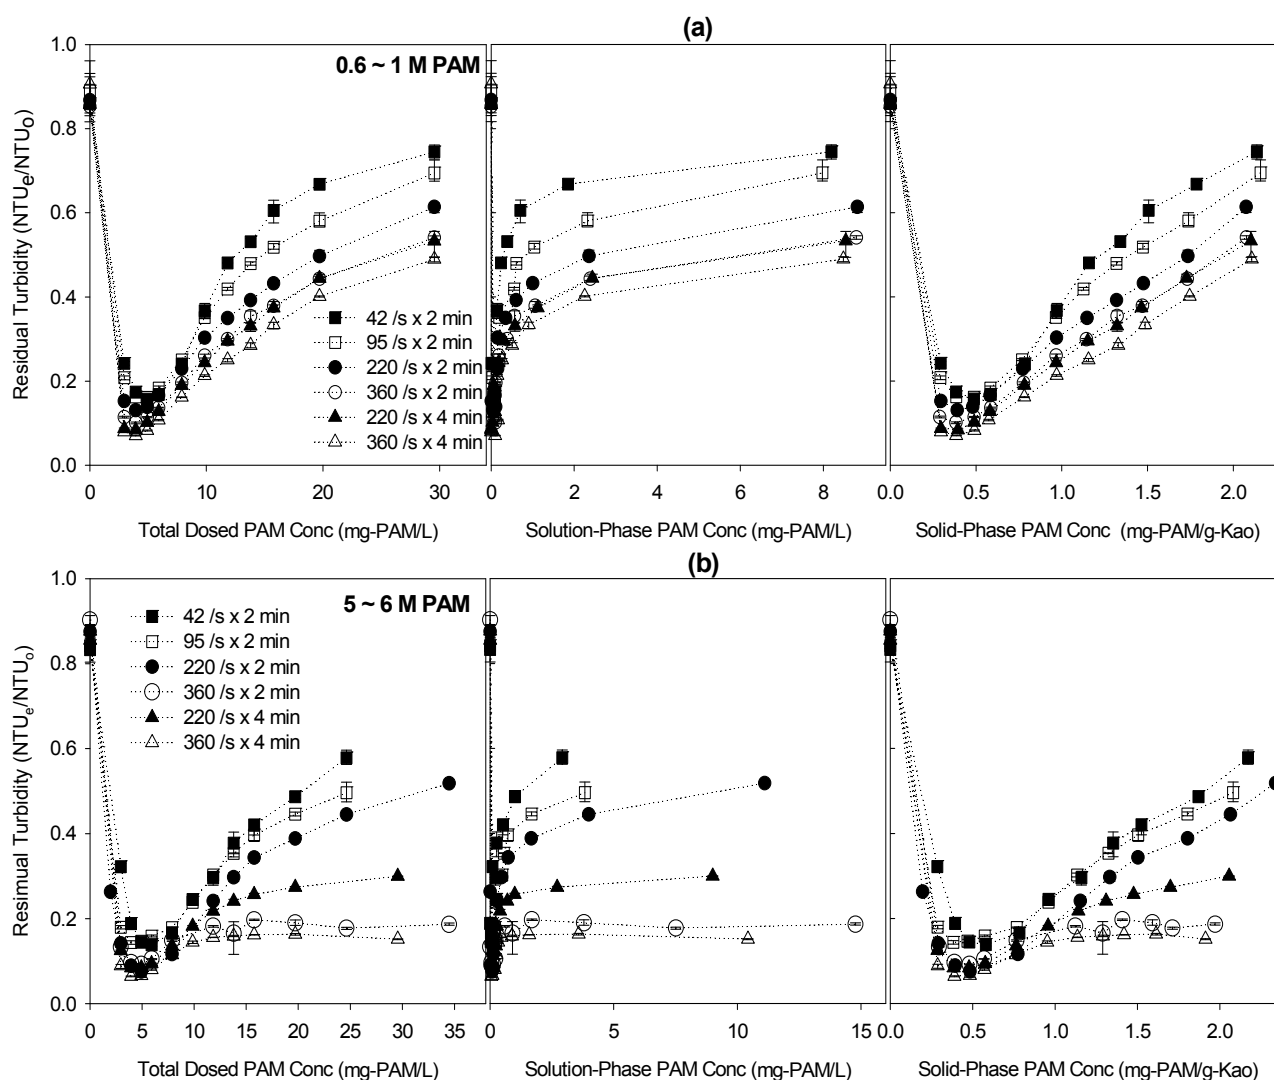 (a)
0.6 ~ 1 M PAM
Residual Turbidity (NTUe/NTUo)
1.0
0.8
0.6
0.4
0.2
0.0
42 /s x 2 min
95 /s x 2 min
220 /s x 2 min
360 /s x 2 min
220 /s x 4 min
360 /s x 4 min
0 10 20 30
0 2 4 6 8
0.0 0.5 1.0 1.5 2.0
Total Dosed PAM Conc (mg-PAM/L)
Solution-Phase PAM Conc (mg-PAM/L)
Solid-Phase PAM Conc (mg-PAM/g-Kao)
(b)
5 ~ 6 M PAM
Resimual Turbidity (NTUe/NTUo)
1.0
0.8
0.6
0.4
0.2
0.0
42 /s x 2 min
95 /s x 2 min
220 /s x 2 min
360 /s x 2 min
220 /s x 4 min
360 /s x 4 min
0 5 10 15 20 25 30 35
0 5 10 15
0.0 0.5 1.0 1.5 2.0
Total Dosed PAM Conc (mg-PAM/L)
Solution-Phase PAM Conc (mg-PAM/L)
Solid-Phase PAM Conc (mg-PAM/g-Kao)